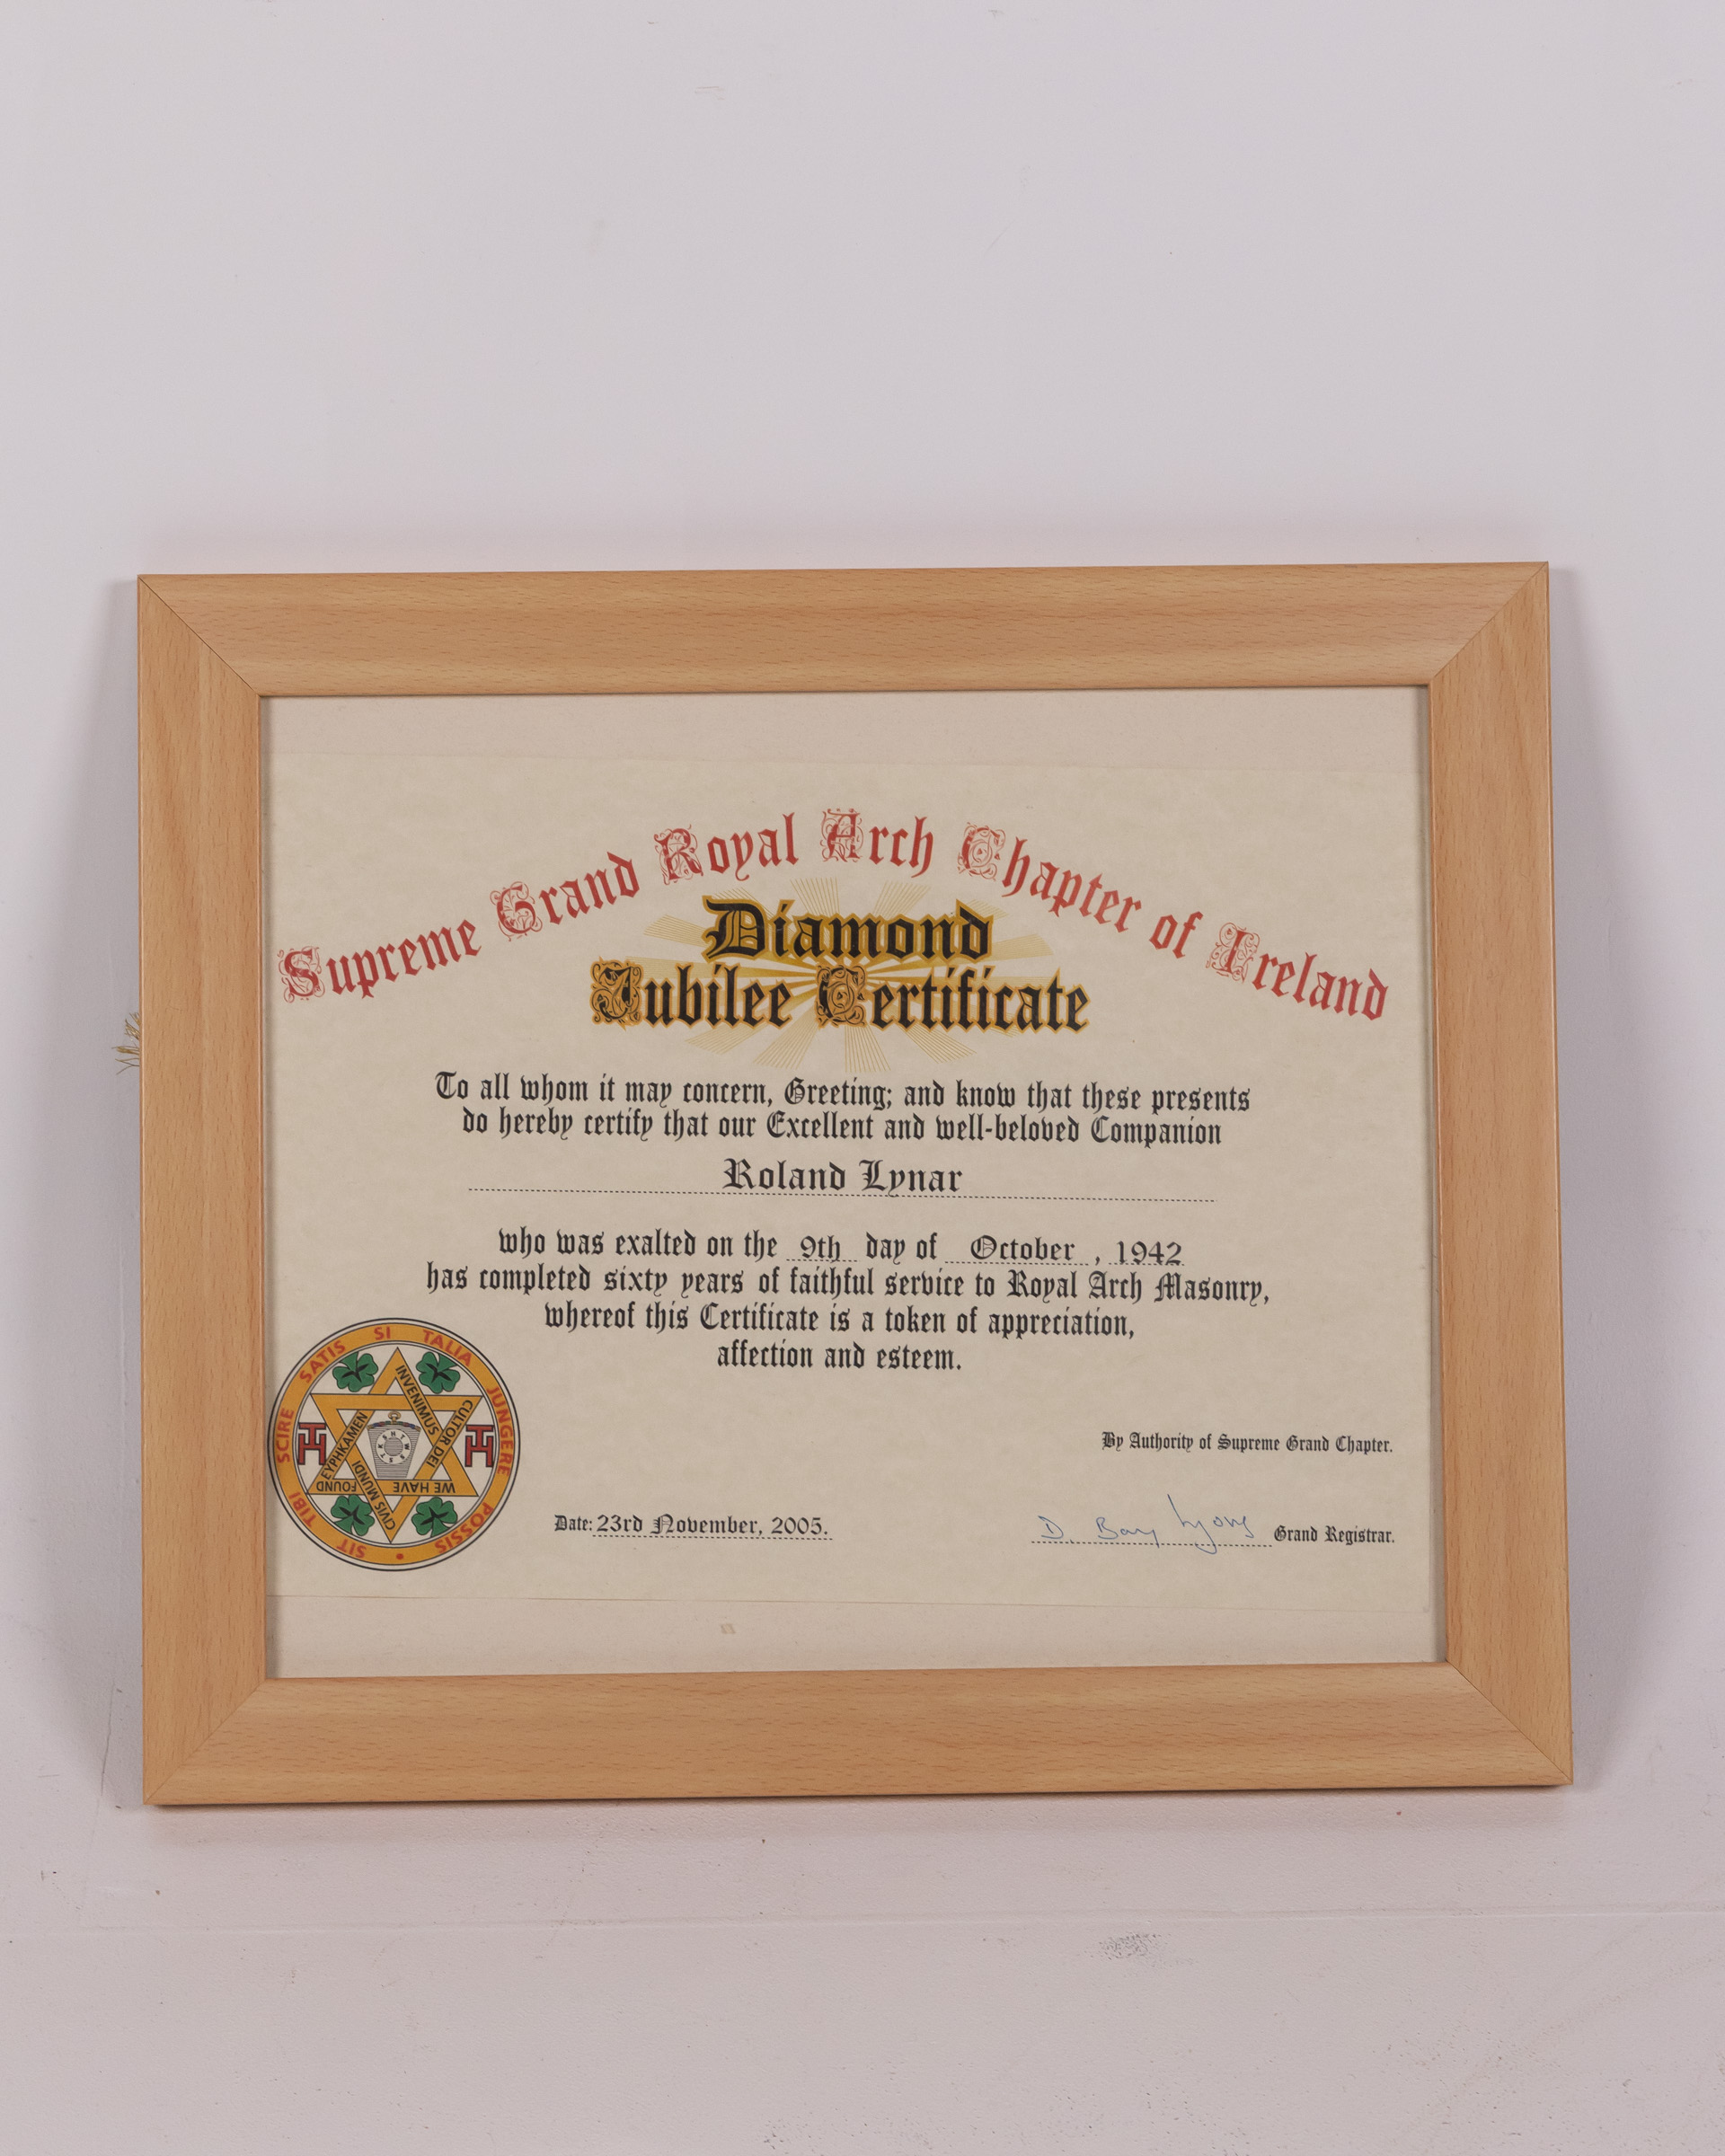 Supreme Grand Royal Arch Chapter of Ireland
Diamond
Jubilee Certificate
To all whom it may concern, Greeting; and know that these presents
do hereby certify that our Excellent and well-beloved Companion
Roland Lynar
who was exalted on the 9th day of October, 1942
has completed sixty years of faithful service to Royal Arch Masonry,
whereof this Certificate is a token of appreciation,
affection and esteem.
SI TALIA JUNGERE POSSIS • SIT TIBI SCIRE SATIS
INVENIMUS
CULTOR DEI
WE HAVE FOUND
CIVIS MUNDI
EYPHKAMEN
By Authority of Supreme Grand Chapter.
Date: 23rd November, 2005.
D. Lyons Grand Registrar.